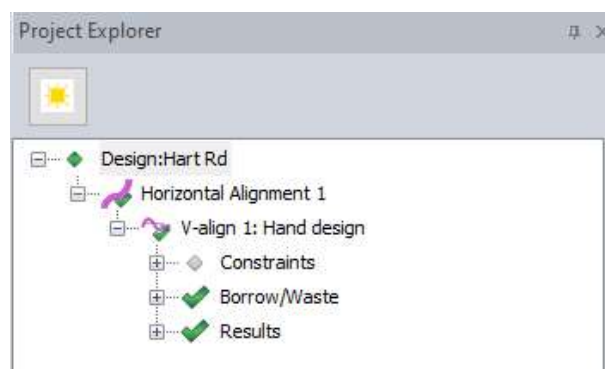 Project Explorer
Design:Hart Rd
Horizontal Alignment 1
V-align 1: Hand design
Constraints
Borrow/Waste
Results